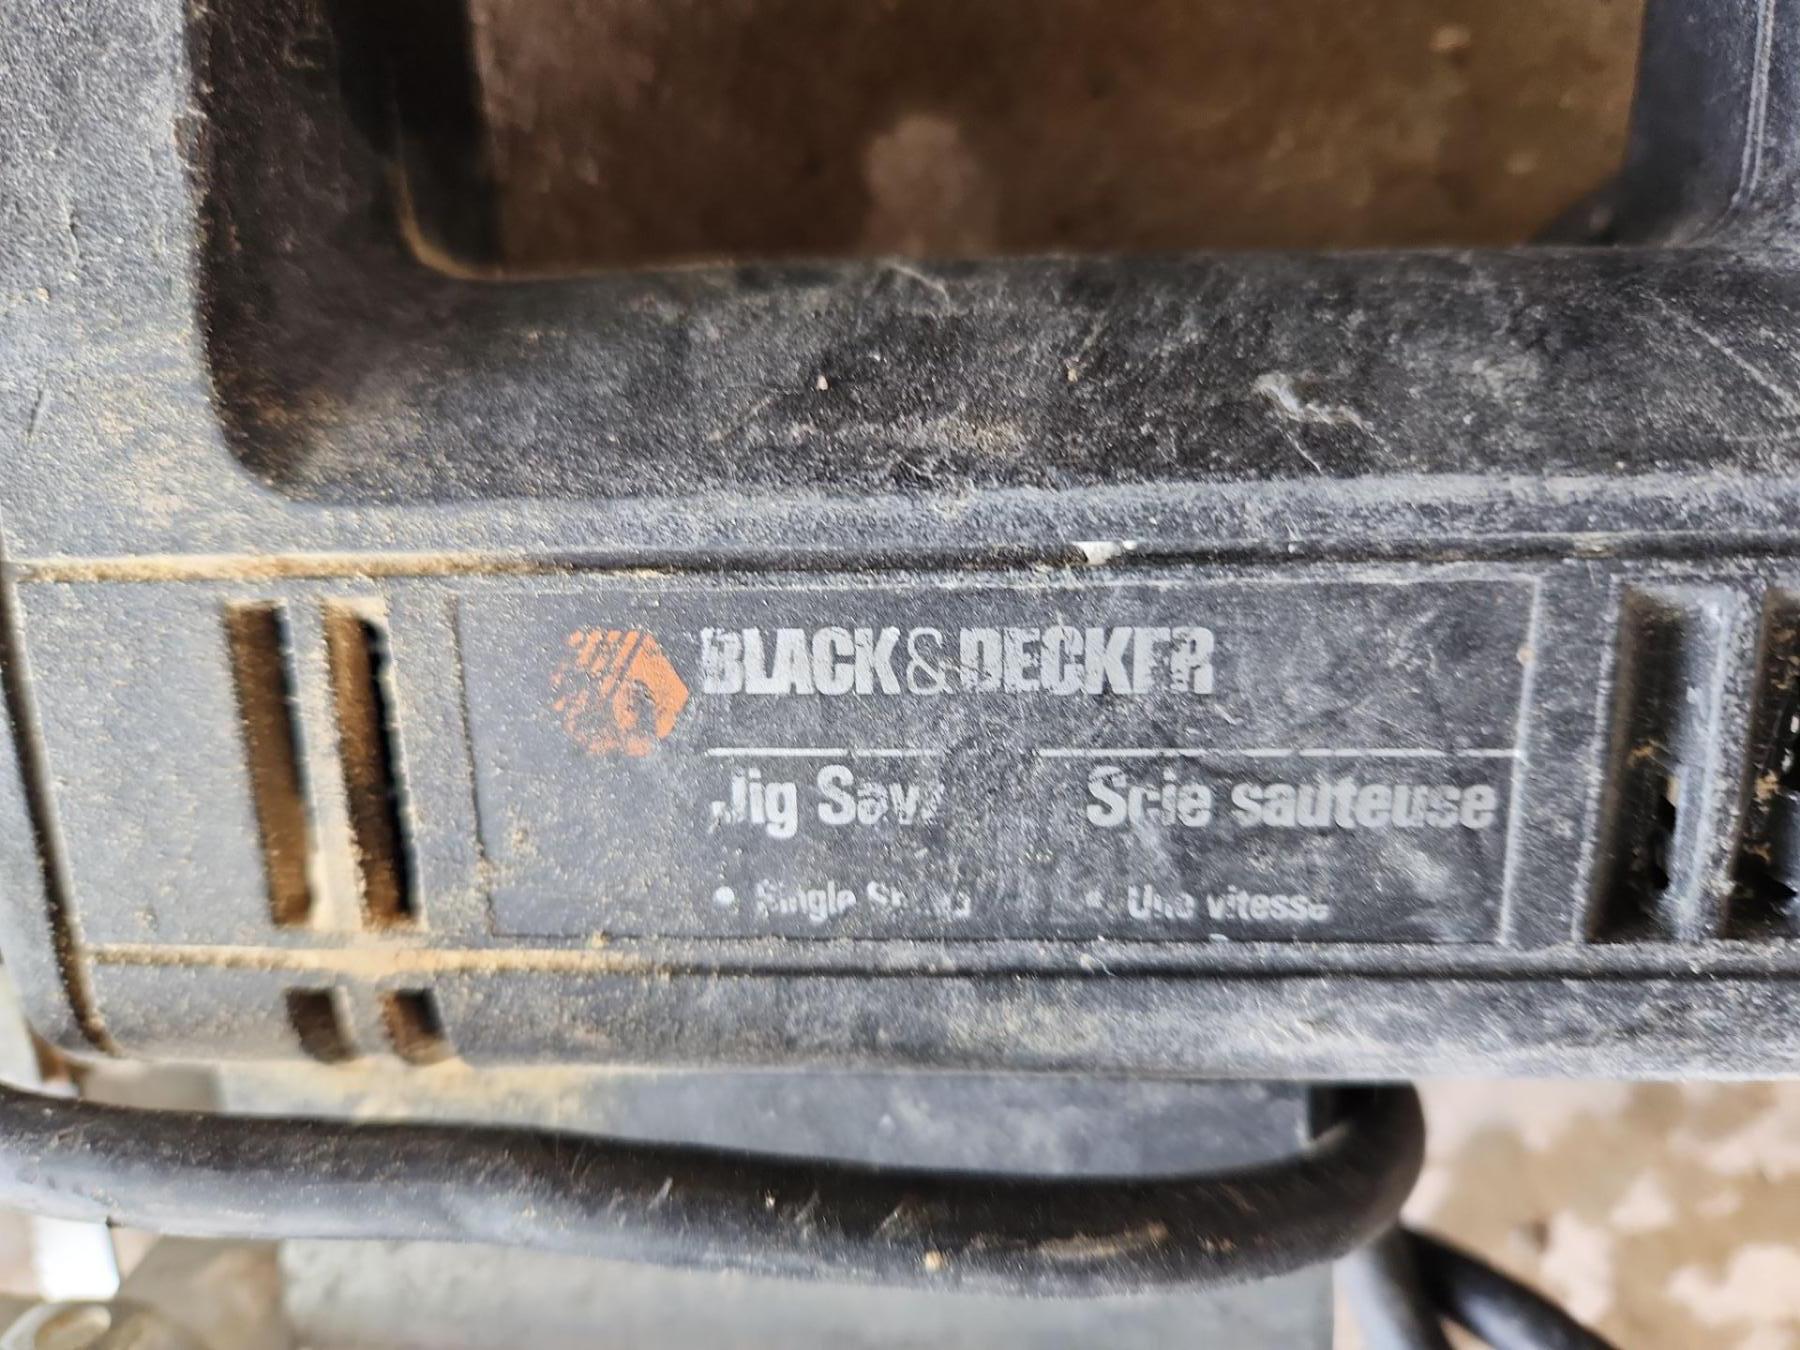 BLACK&DECKER
Jig Saw Scie sauteuse
• Single Speed • Une vitesse